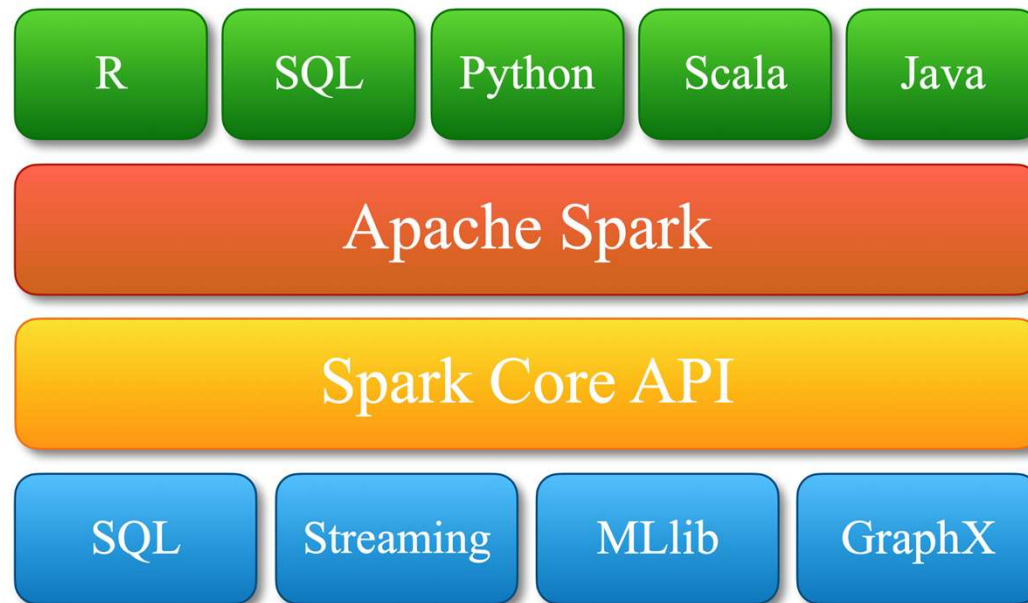 R SQL Python Scala Java
Apache Spark
Spark Core API
SQL Streaming MLlib GraphX